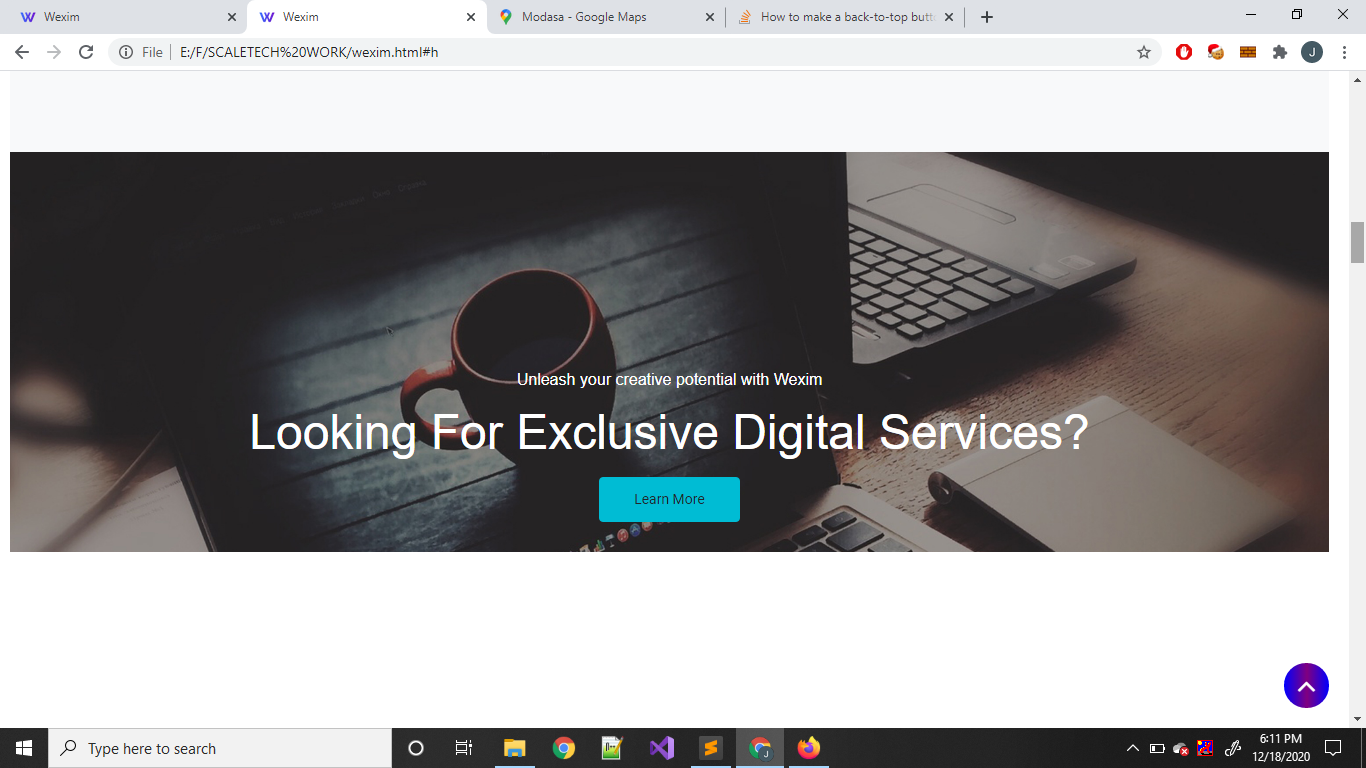 Wexim
Wexim
Modasa - Google Maps
How to make a back-to-top butt
File
E:/F/SCALETECH%20WORK/wexim.html#h
J
Unleash your creative potential with Wexim
Looking For Exclusive Digital Services?
Learn More
Type here to search
6:11 PM
12/18/2020